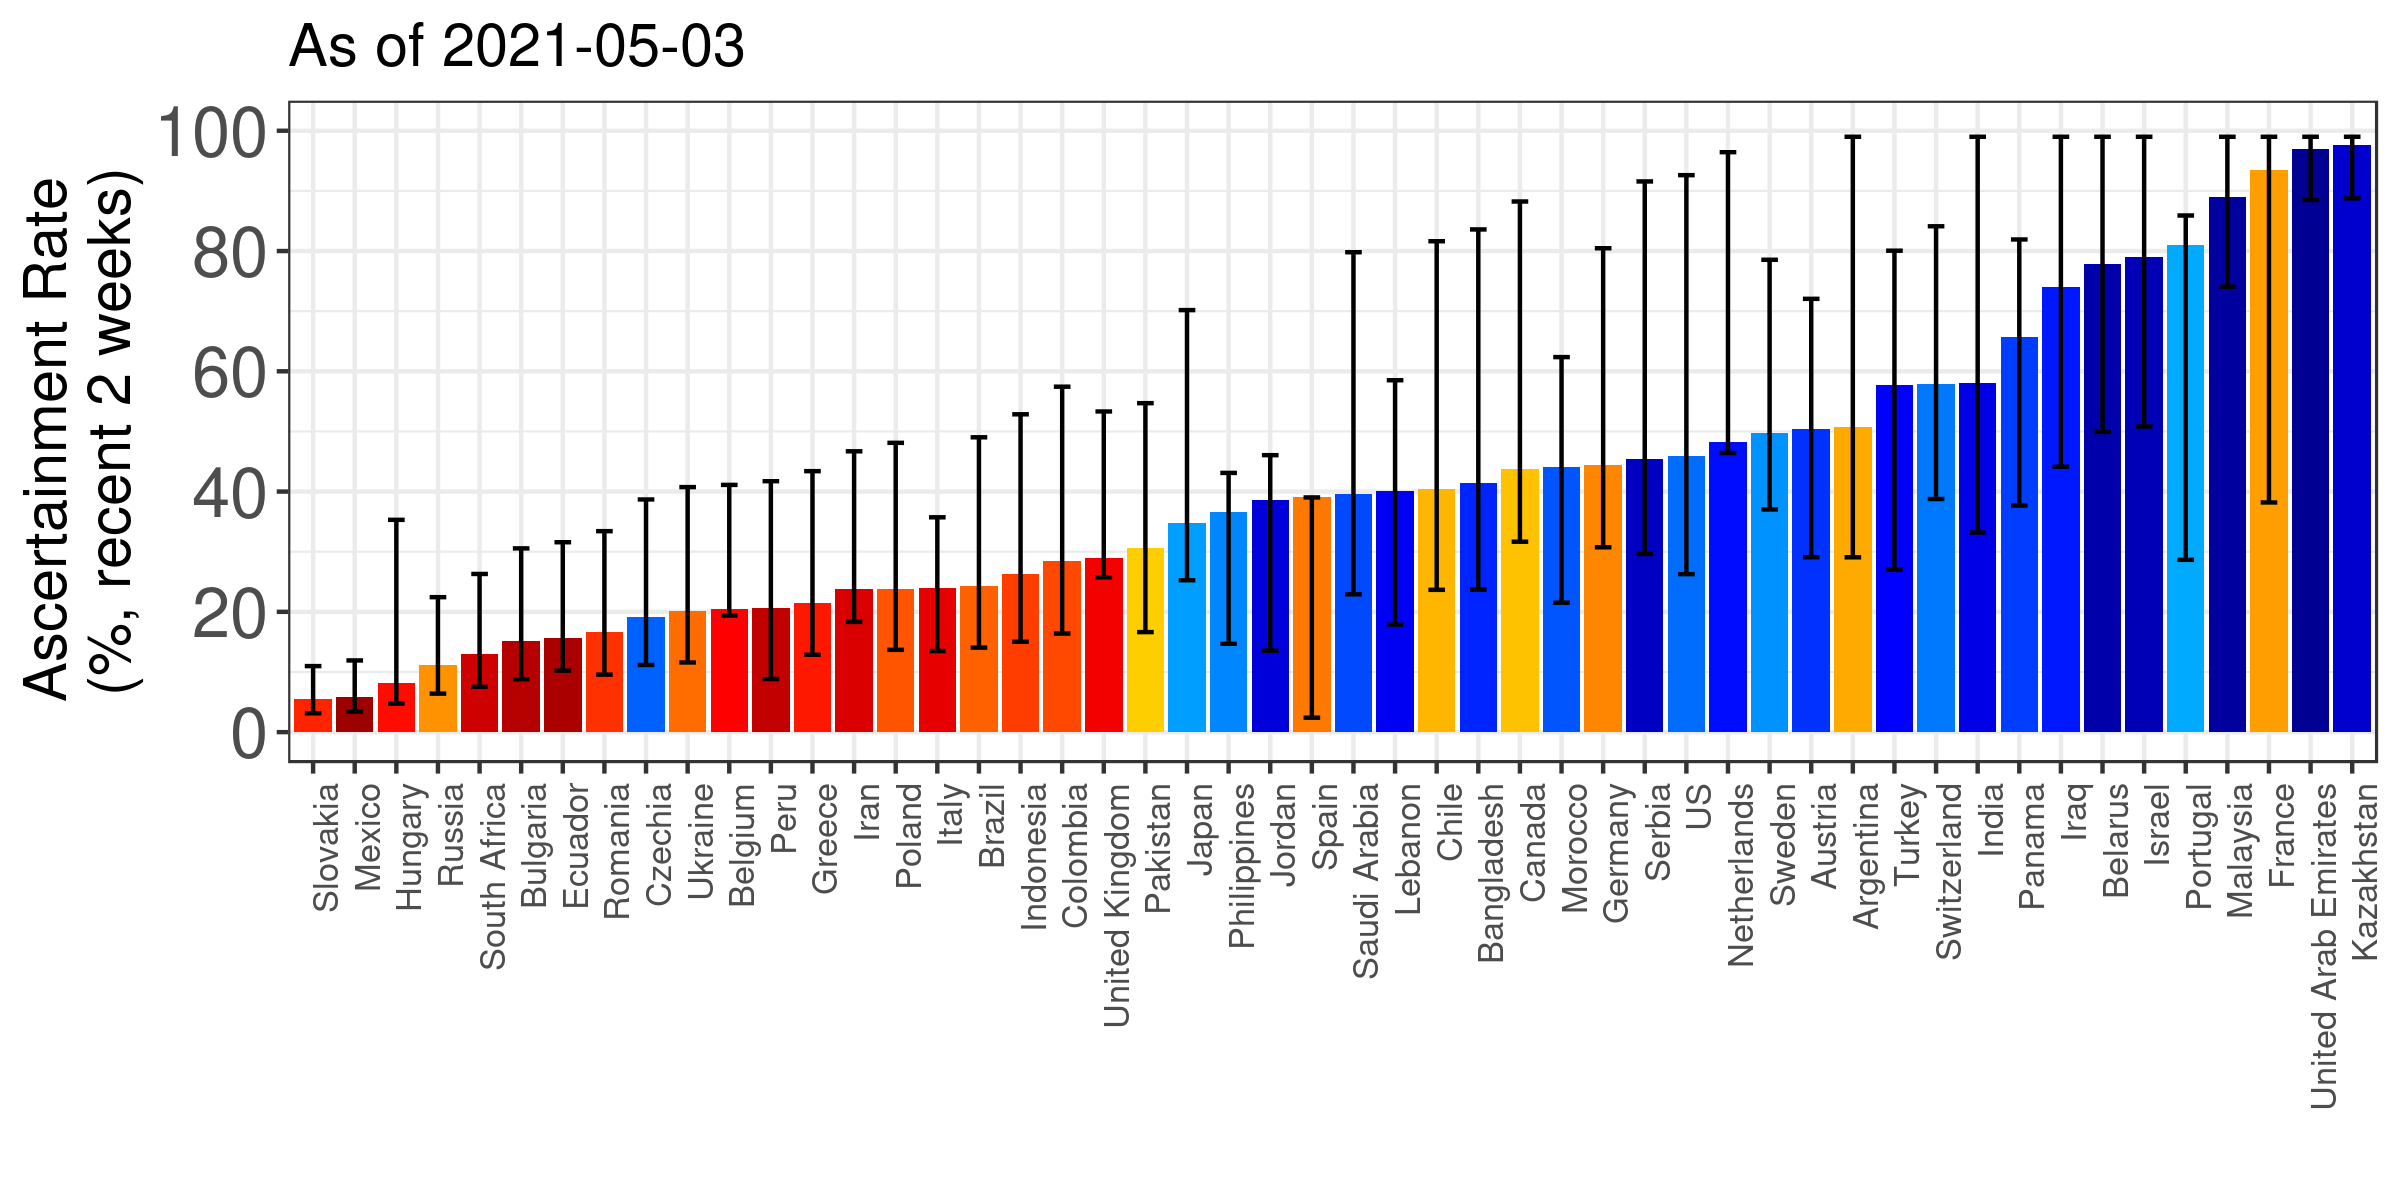 As of 2021-05-03
Ascertainment Rate
(%, recent 2 weeks)
100
80
60
40
20
0
Slovakia
Mexico
Hungary
Russia
South Africa
Bulgaria
Ecuador
Romania
Czechia
Ukraine
Belgium
Peru
Greece
Iran
Poland
Italy
Brazil
Indonesia
Colombia
United Kingdom
Pakistan
Japan
Philippines
Jordan
Spain
Saudi Arabia
Lebanon
Chile
Bangladesh
Canada
Morocco
Germany
Serbia
US
Netherlands
Sweden
Austria
Argentina
Turkey
Switzerland
India
Panama
Iraq
Belarus
Israel
Portugal
Malaysia
France
United Arab Emirates
Kazakhstan